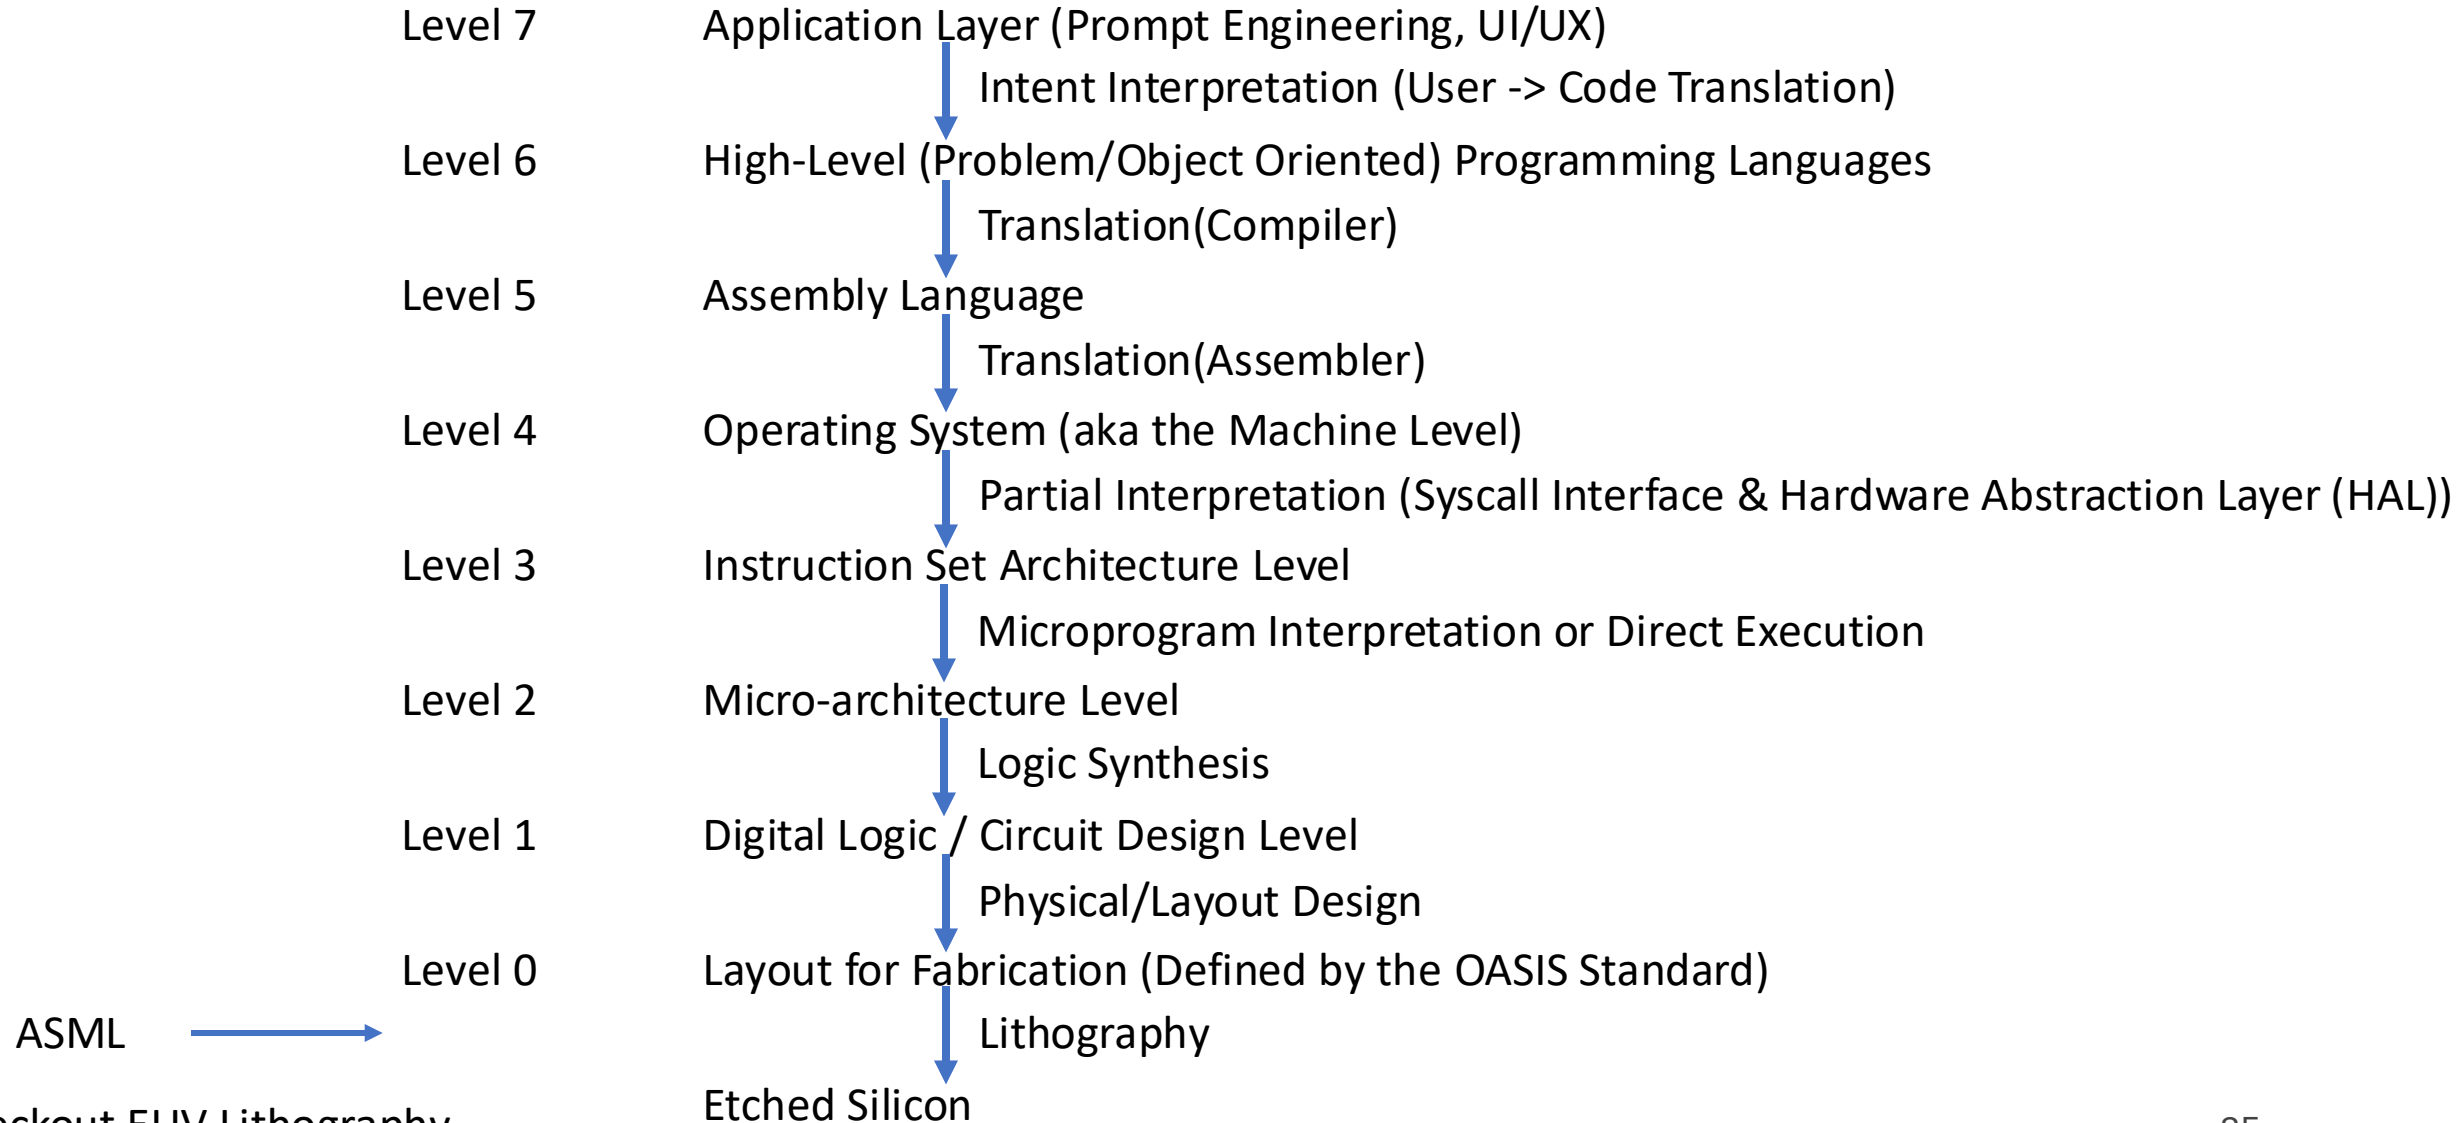 Level 7 Application Layer (Prompt Engineering, UI/UX)
Intent Interpretation (User -> Code Translation)
Level 6 High-Level (Problem/Object Oriented) Programming Languages
Translation(Compiler)
Level 5 Assembly Language
Translation(Assembler)
Level 4 Operating System (aka the Machine Level)
Partial Interpretation (Syscall Interface & Hardware Abstraction Layer (HAL))
Level 3 Instruction Set Architecture Level
Microprogram Interpretation or Direct Execution
Level 2 Micro-architecture Level
Logic Synthesis
Level 1 Digital Logic / Circuit Design Level
Physical/Layout Design
Level 0 Layout for Fabrication (Defined by the OASIS Standard)
ASML Lithography
Etched Silicon
EUV Lithography